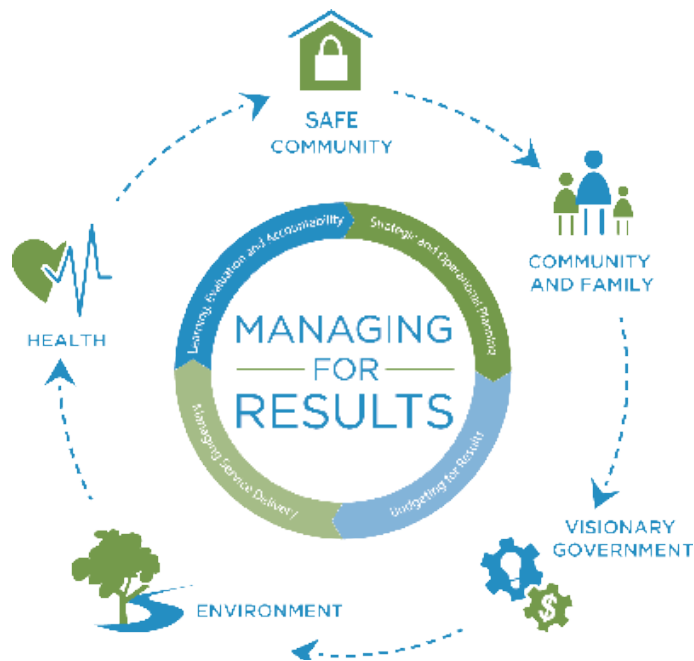 SAFE
COMMUNITY
COMMUNITY
AND FAMILY
VISIONARY
GOVERNMENT
$
ENVIRONMENT
HEALTH
Learning, Evaluation and Accountability
Strategic and Operational Planning
Budgeting for Results
Managing Service Delivery
MANAGING
FOR
RESULTS